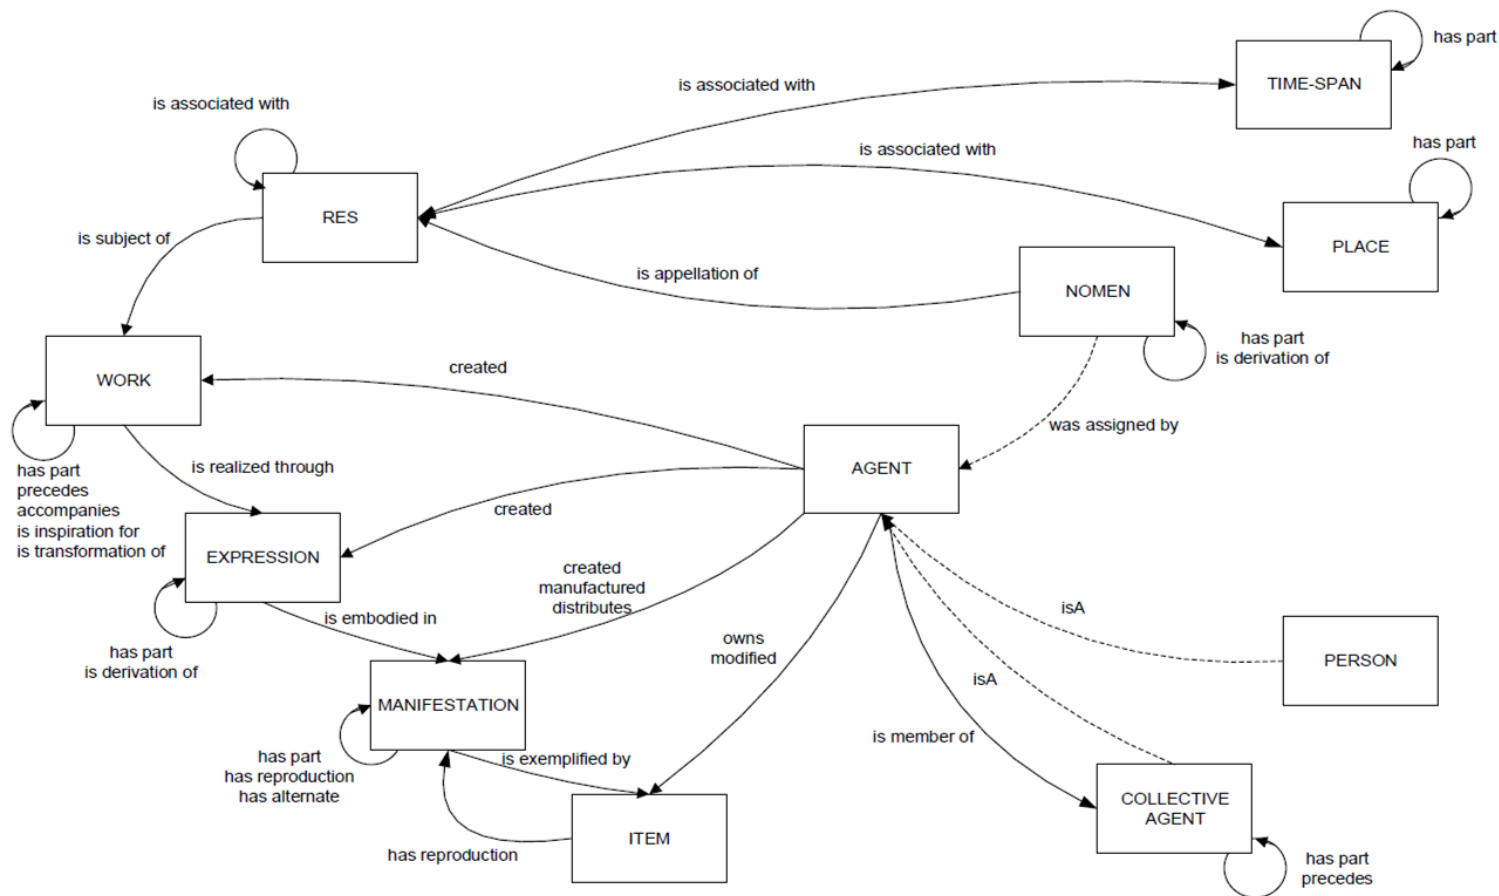 has part
TIME-SPAN
is associated with
is associated with
has part
is associated with
RES
PLACE
is subject of
is appellation of
NOMEN
has part
is derivation of
WORK
created
was assigned by
has part
precedes
accompanies
is inspiration for
is transformation of
is realized through
AGENT
created
EXPRESSION
created
manufactured
distributes
is embodied in
has part
is derivation of
isA
owns
modified
PERSON
isA
MANIFESTATION
is member of
has part
has reproduction
has alternate
is exemplified by
COLLECTIVE
AGENT
ITEM
has reproduction
has part
precedes